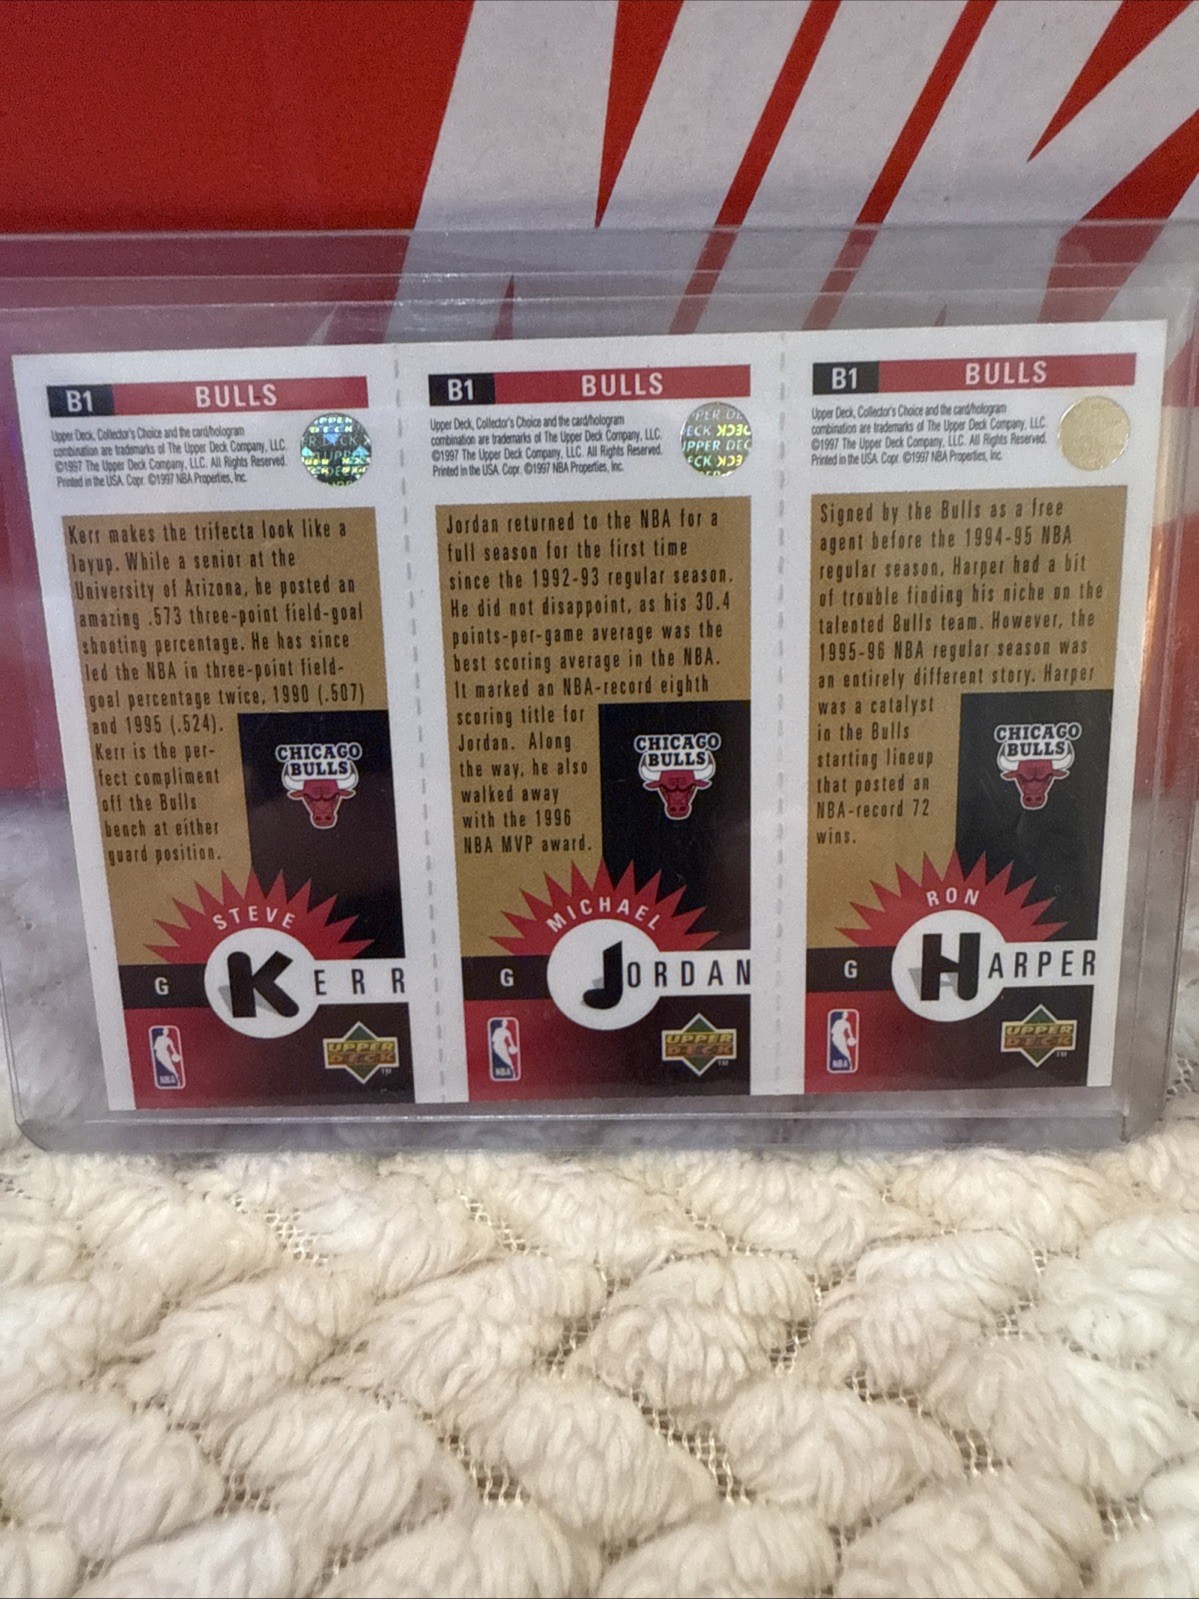 NIK
B1 BULLS
Upper Deck, Collector's Choice and the card/hologram
combination are trademarks of The Upper Deck Company, LLC.
©1997 The Upper Deck Company, LLC. All Rights Reserved.
Printed in the USA. Copr. ©1997 NBA Properties, Inc.
Kerr makes the trifecta look like a
layup. While a senior at the
University of Arizona, he posted an
amazing .573 three-point field-goal
shooting percentage. He has since
led the NBA in three-point field-
goal percentage twice, 1990 (.507)
and 1995 (.524).
Kerr is the per-
fect compliment
off the Bulls
bench at either
guard position.
CHICAGO
BULLS
STEVE
G KERR
NBA
UPPER
DECK
TM
B1 BULLS
Upper Deck, Collector's Choice and the card/hologram
combination are trademarks of The Upper Deck Company, LLC.
©1997 The Upper Deck Company, LLC. All Rights Reserved.
Printed in the USA. Copr. ©1997 NBA Properties, Inc.
UPPER DEC
Jordan returned to the NBA for a
full season for the first time
since the 1992-93 regular season.
He did not disappoint, as his 30.4
points-per-game average was the
best scoring average in the NBA.
It marked an NBA-record eighth
scoring title for
Jordan. Along
the way, he also
walked away
with the 1996
NBA MVP award.
CHICAGO
BULLS
MICHAEL
G JORDAN
NBA
UPPER
DECK
TM
B1 BULLS
Upper Deck, Collector's Choice and the card/hologram
combination are trademarks of The Upper Deck Company, LLC.
©1997 The Upper Deck Company, LLC. All Rights Reserved.
Printed in the USA. Copr. ©1997 NBA Properties, Inc.
Signed by the Bulls as a free
agent before the 1994-95 NBA
regular season, Harper had a bit
of trouble finding his niche on the
talented Bulls team. However, the
1995-96 NBA regular season was
an entirely different story. Harper
was a catalyst
in the Bulls
starting lineup
that posted an
NBA-record 72
wins.
CHICAGO
BULLS
RON
G HARPER
NBA
UPPER
DECK
TM